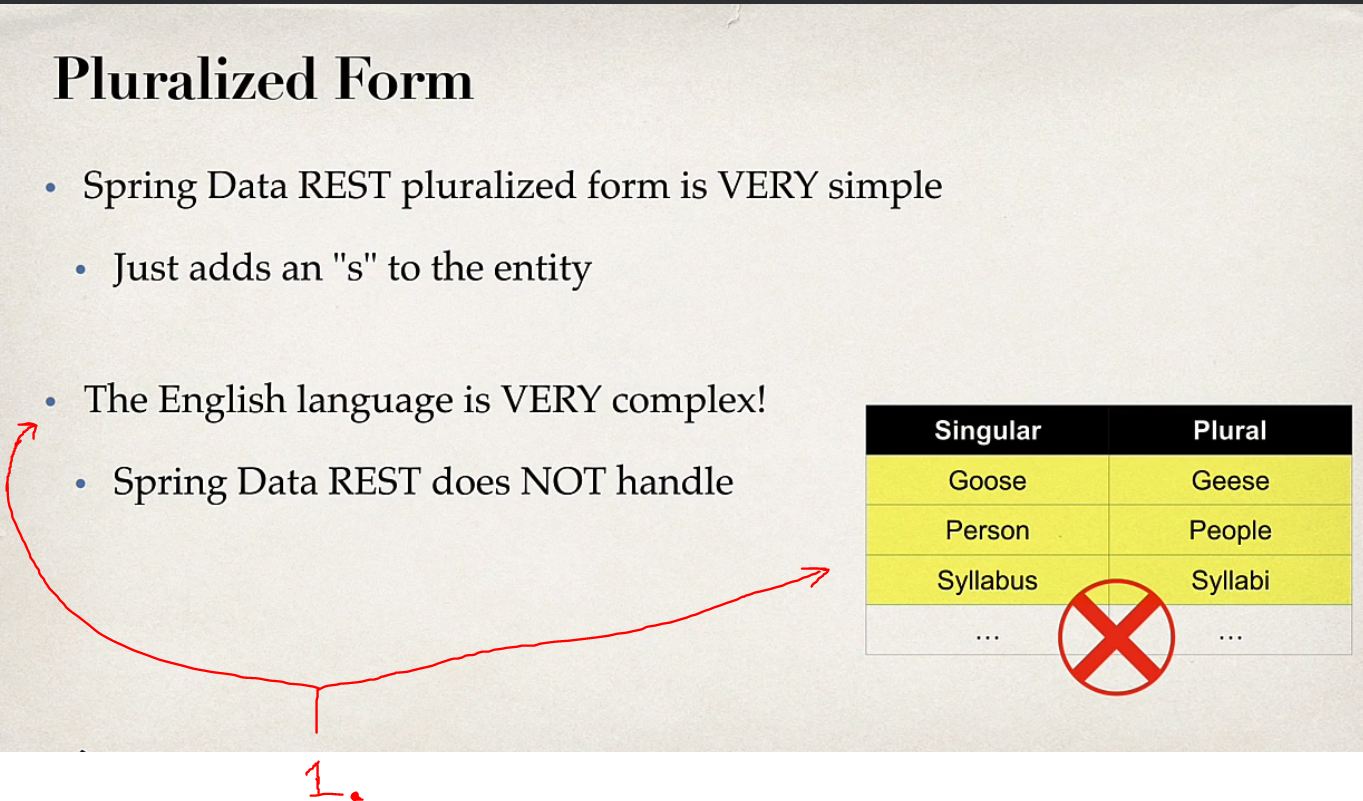 Pluralized Form
• Spring Data REST pluralized form is VERY simple
• Just adds an "s" to the entity
• The English language is VERY complex!
• Spring Data REST does NOT handle
Singular Plural
Goose Geese
Person People
Syllabus Syllabi
... ...
1.